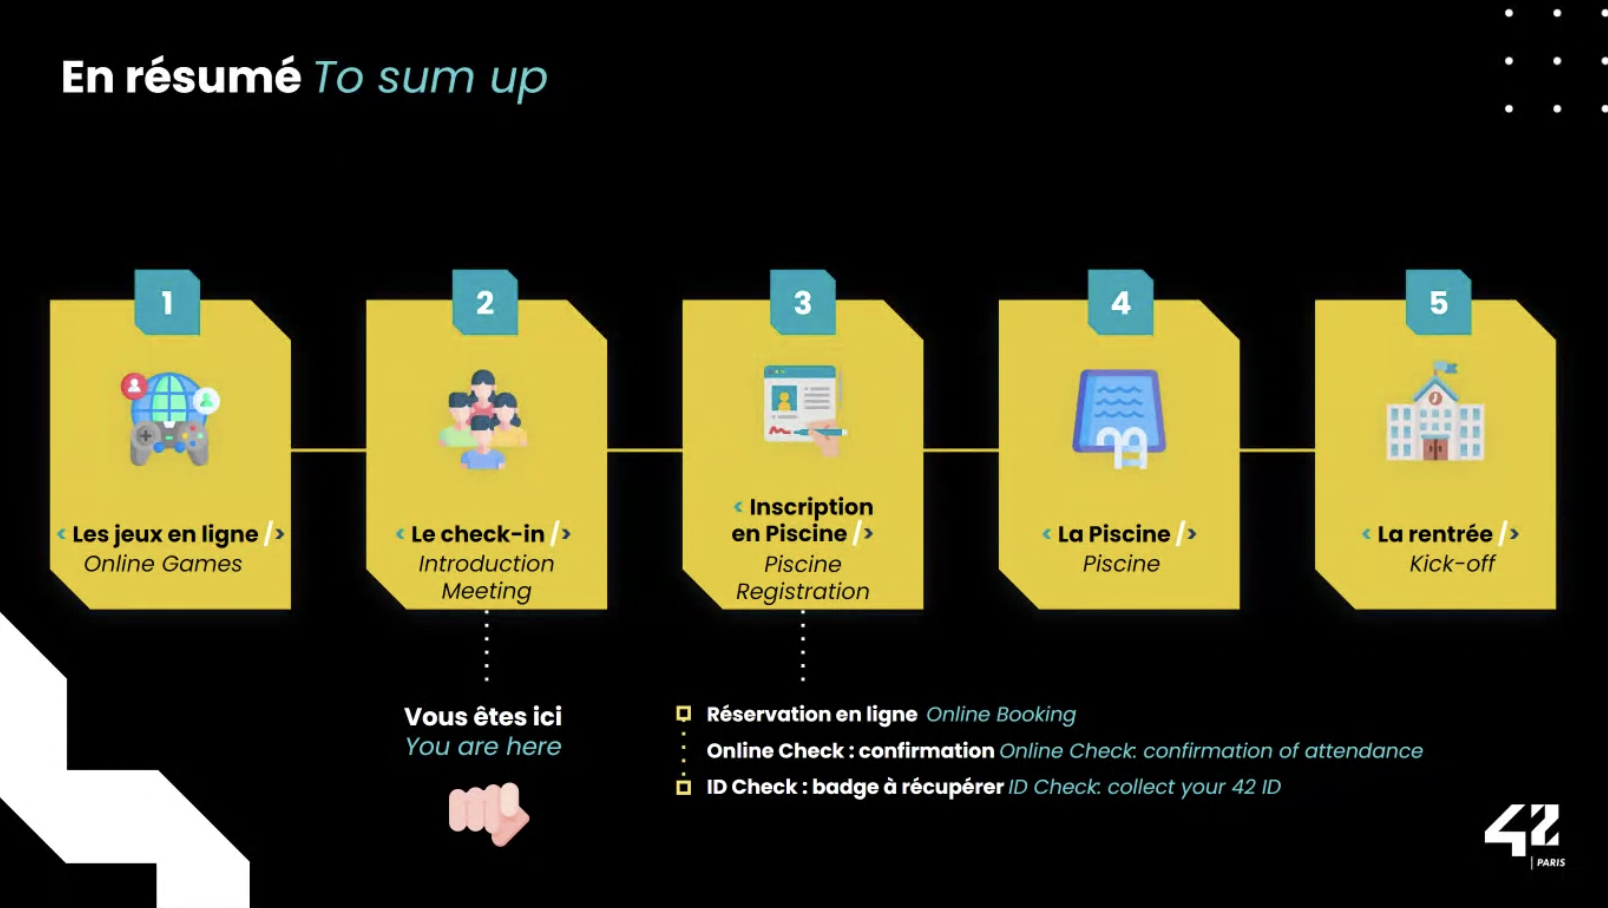 En résumé To sum up
1
< Les jeux en ligne />
Online Games
2
< Le check-in />
Introduction
Meeting
Vous êtes ici
You are here
3
< Inscription
en Piscine />
Piscine
Registration
Réservation en ligne Online Booking
Online Check : confirmation Online Check: confirmation of attendance
ID Check : badge à récupérer ID Check: collect your 42 ID
4
< La Piscine />
Piscine
5
< La rentrée />
Kick-off
42
PARIS